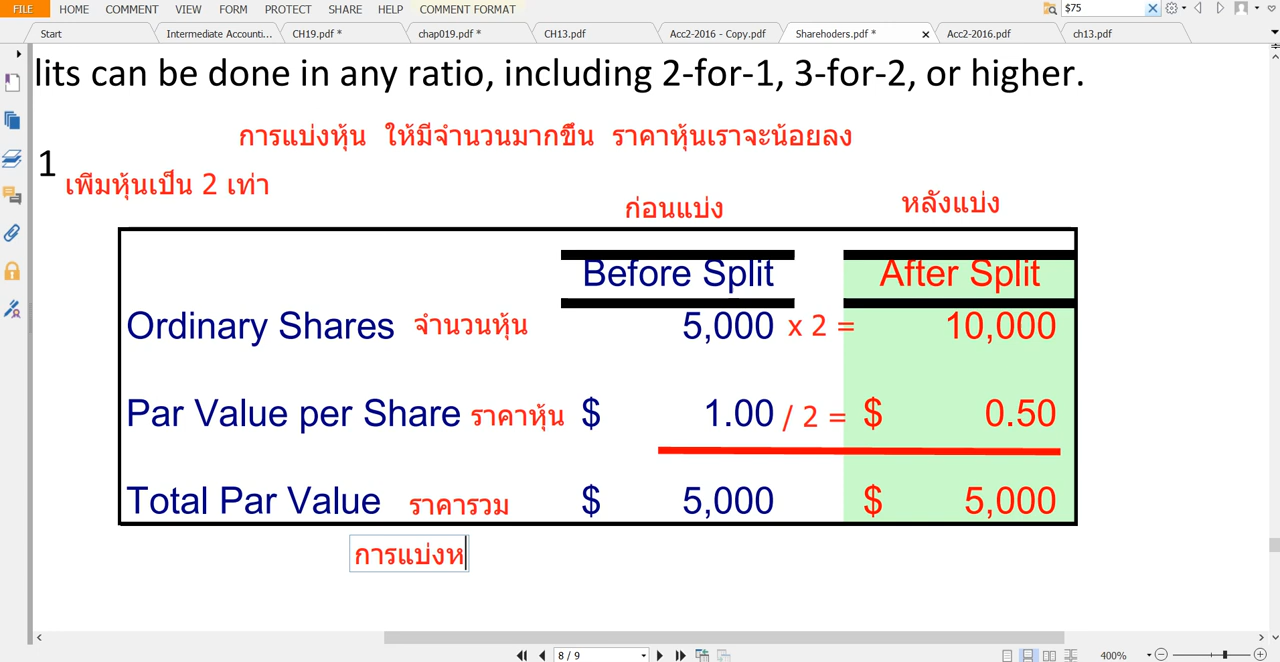 FILE HOME COMMENT VIEW FORM PROTECT SHARE HELP COMMENT FORMAT $75
Start Intermediate Accounti... CH19.pdf * chap019.pdf * CH13.pdf Acc2-2016 - Copy.pdf Sharehoders.pdf * Acc2-2016.pdf ch13.pdf
lits can be done in any ratio, including 2-for-1, 3-for-2, or higher.
การแบ่งหุ้น ให้มีจำนวนมากขึ้น ราคาหุ้นเราจะน้อยลง
1
เพิ่มหุ้นเป็น 2 เท่า
ก่อนแบ่ง หลังแบ่ง
Before Split After Split
Ordinary Shares จำนวนหุ้น 5,000 x 2 = 10,000
Par Value per Share ราคาหุ้น $ 1.00 / 2 = $ 0.50
Total Par Value ราคารวม $ 5,000 $ 5,000
การแบ่งห
8 / 9 400%